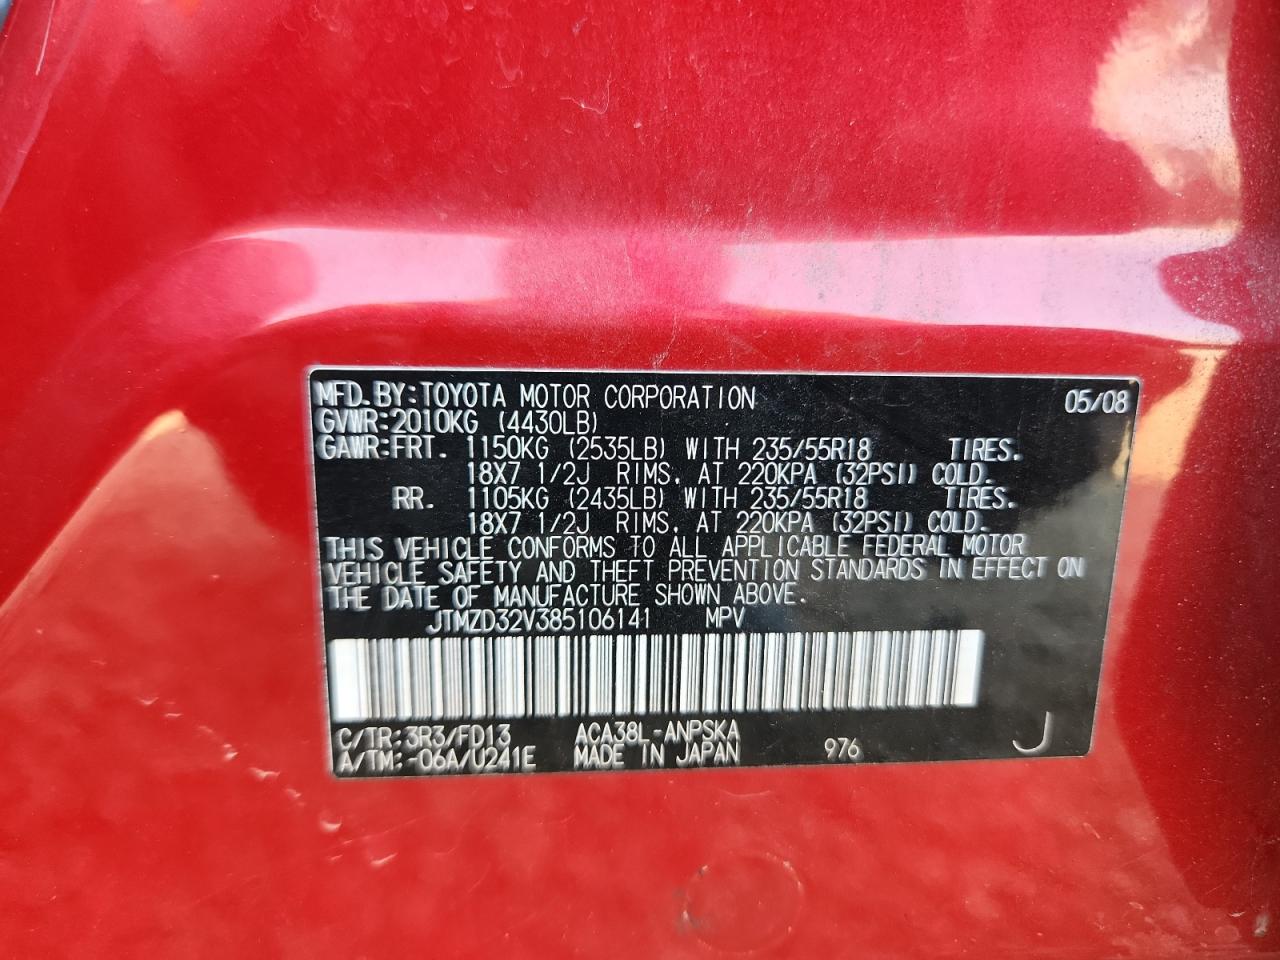 MFD. BY: TOYOTA MOTOR CORPORATION 05/08
GVWR: 2010KG (4430LB)
GAWR: FRT. 1150KG (2535LB) WITH 235/55R18 TIRES.
18X7 1/2J RIMS, AT 220KPA (32PSI) COLD.
RR. 1105KG (2435LB) WITH 235/55R18 TIRES.
18X7 1/2J RIMS, AT 220KPA (32PSI) COLD.
THIS VEHICLE CONFORMS TO ALL APPLICABLE FEDERAL MOTOR
VEHICLE SAFETY AND THEFT PREVENTION STANDARDS IN EFFECT ON
THE DATE OF MANUFACTURE SHOWN ABOVE.
JTMZD32V385106141 MPV
C/TR: 3R3/FD13 ACA38L-ANPSKA
A/TM: -06A/U241E MADE IN JAPAN 976 J